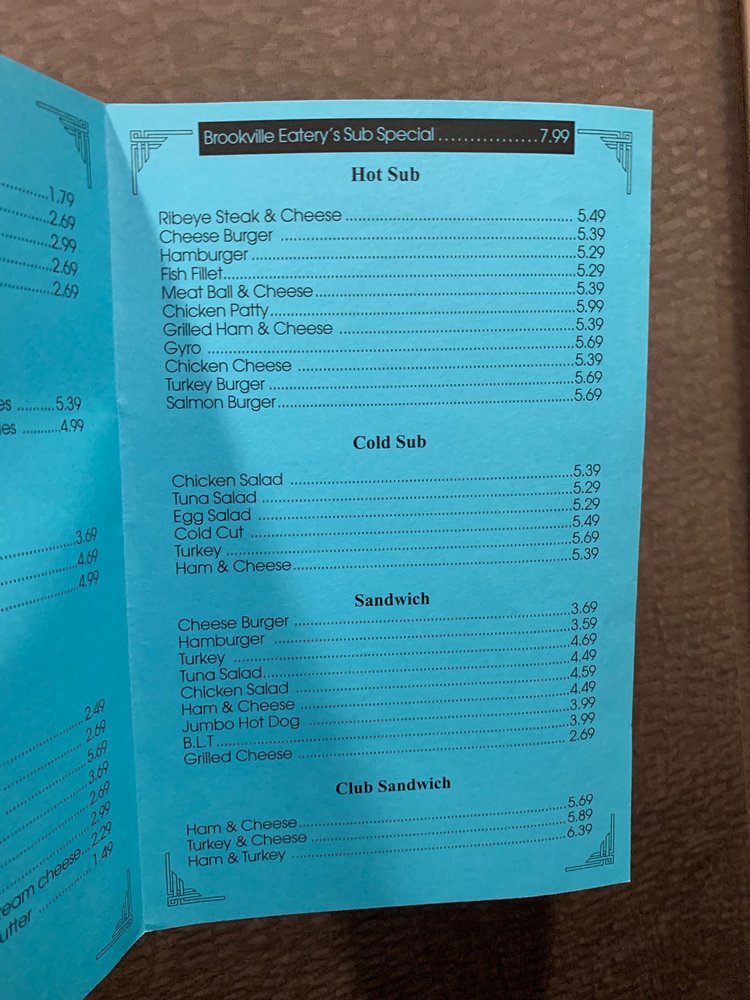 1.79
2.69
2.99
2.69
2.69
es ..........5.39
ies ..........4.99
3.69
4.69
4.99
2.49
2.69
5.69
3.69
2.69
2.99
eam cheese...2.29
utter ..................1.49
Brookville Eatery's Sub Special ................7.99
Hot Sub
Ribeye Steak & Cheese ........ 5.49
Cheese Burger ........ 5.39
Hamburger ........ 5.29
Fish Fillet ........ 5.29
Meat Ball & Cheese ........ 5.39
Chicken Patty ........ 5.99
Grilled Ham & Cheese ........ 5.39
Gyro ........ 5.69
Chicken Cheese ........ 5.39
Turkey Burger ........ 5.69
Salmon Burger ........ 5.69
Cold Sub
Chicken Salad ........ 5.39
Tuna Salad ........ 5.29
Egg Salad ........ 5.29
Cold Cut ........ 5.49
Turkey ........ 5.69
Ham & Cheese ........ 5.39
Sandwich
Cheese Burger ........ 3.69
Hamburger ........ 3.59
Turkey ........ 4.69
Tuna Salad ........ 4.49
Chicken Salad ........ 4.59
Ham & Cheese ........ 4.49
Jumbo Hot Dog ........ 3.99
B.L.T ........ 3.99
Grilled Cheese ........ 2.69
Club Sandwich
Ham & Cheese ........ 5.69
Turkey & Cheese ........ 5.89
Ham & Turkey ........ 6.39